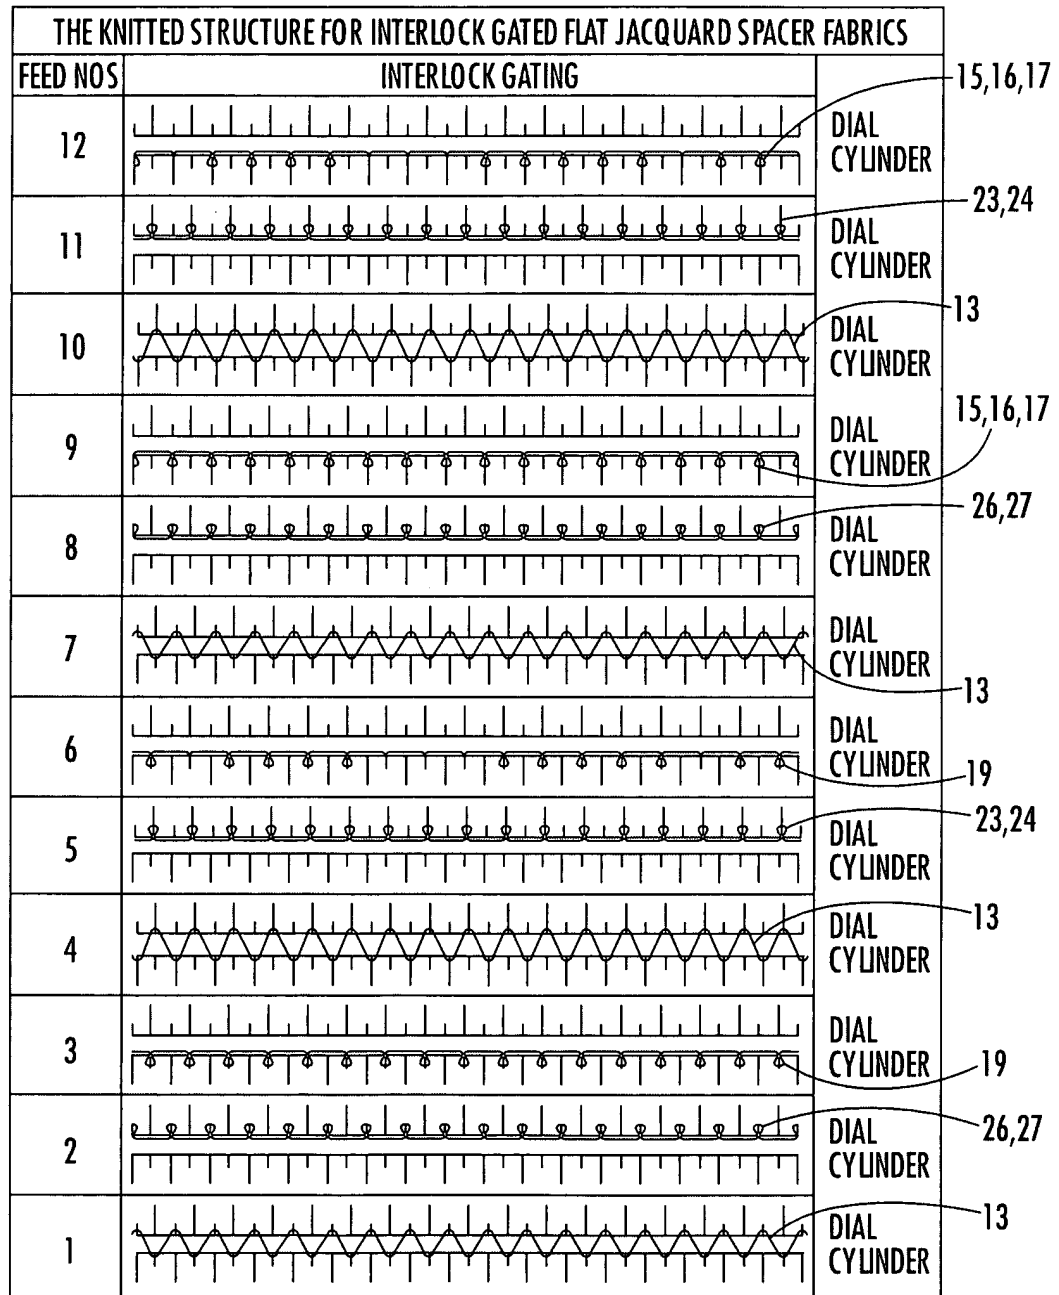 THE KNITTED STRUCTURE FOR INTERLOCK GATED FLAT JACQUARD SPACER FABRICS
FEED NOS
INTERLOCK GATING
12
DIAL
CYLINDER
15,16,17
11
DIAL
CYLINDER
23,24
10
DIAL
CYLINDER
13
9
DIAL
CYLINDER
15,16,17
8
DIAL
CYLINDER
26,27
7
DIAL
CYLINDER
13
6
DIAL
CYLINDER
19
5
DIAL
CYLINDER
23,24
4
DIAL
CYLINDER
13
3
DIAL
CYLINDER
19
2
DIAL
CYLINDER
26,27
1
DIAL
CYLINDER
13